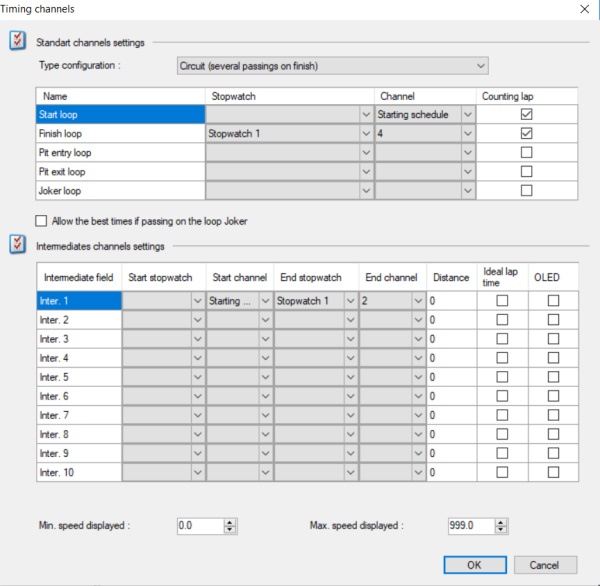 Timing channels
Standart channels settings
Type configuration : Circuit (several passings on finish)
Name Stopwatch Channel Counting lap
Start loop Starting schedule
Finish loop Stopwatch 1 4
Pit entry loop
Pit exit loop
Joker loop
Allow the best times if passing on the loop Joker
Intermediates channels settings
Intermediate field Start stopwatch Start channel End stopwatch End channel Distance Ideal lap time OLED
Inter. 1 Starting ... Stopwatch 1 2 0
Inter. 2 0
Inter. 3 0
Inter. 4 0
Inter. 5 0
Inter. 6 0
Inter. 7 0
Inter. 8 0
Inter. 9 0
Inter. 10 0
Min. speed displayed : 0.0 Max. speed displayed : 999.0
OK Cancel